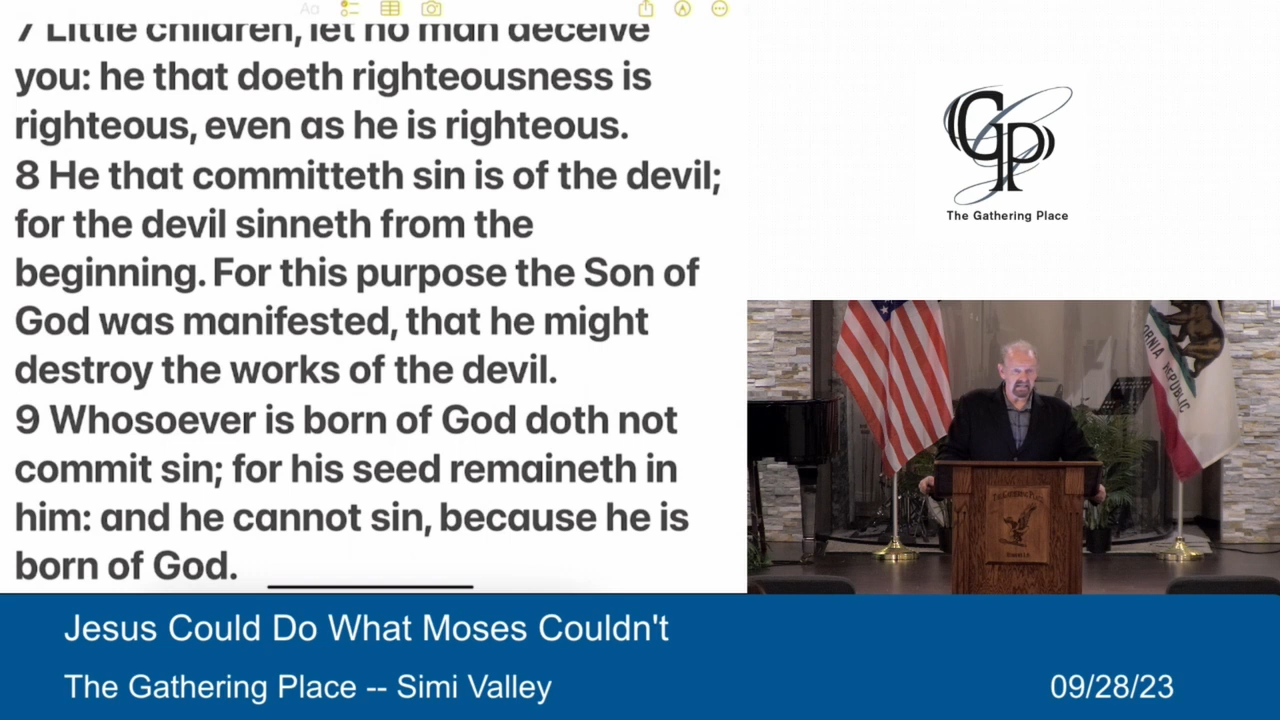 Aa
7 Little children, let no man deceive
you: he that doeth righteousness is
righteous, even as he is righteous.
8 He that committeth sin is of the devil;
for the devil sinneth from the
beginning. For this purpose the Son of
God was manifested, that he might
destroy the works of the devil.
9 Whosoever is born of God doth not
commit sin; for his seed remaineth in
him: and he cannot sin, because he is
born of God.
GP
The Gathering Place
ORNIA REPUBLIC
Jesus Could Do What Moses Couldn't
The Gathering Place -- Simi Valley
09/28/23